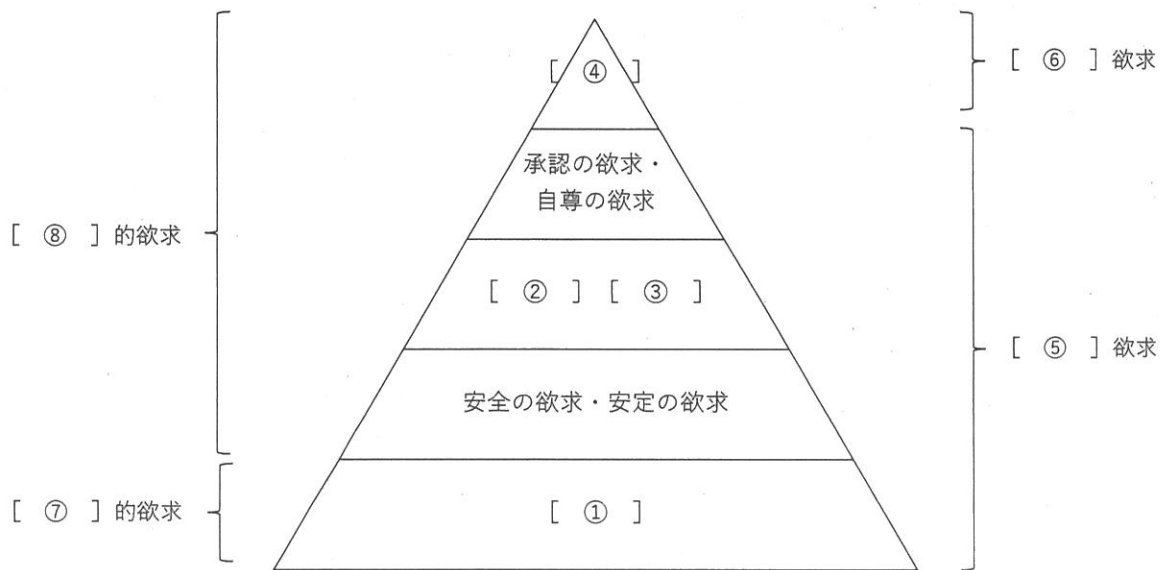 [ ④ ]
[ ⑥ ] 欲求
承認の欲求・
自尊の欲求
[ ⑧ ] 的欲求
[ ② ] [ ③ ]
[ ⑤ ] 欲求
安全の欲求・安定の欲求
[ ⑦ ] 的欲求
[ ① ]